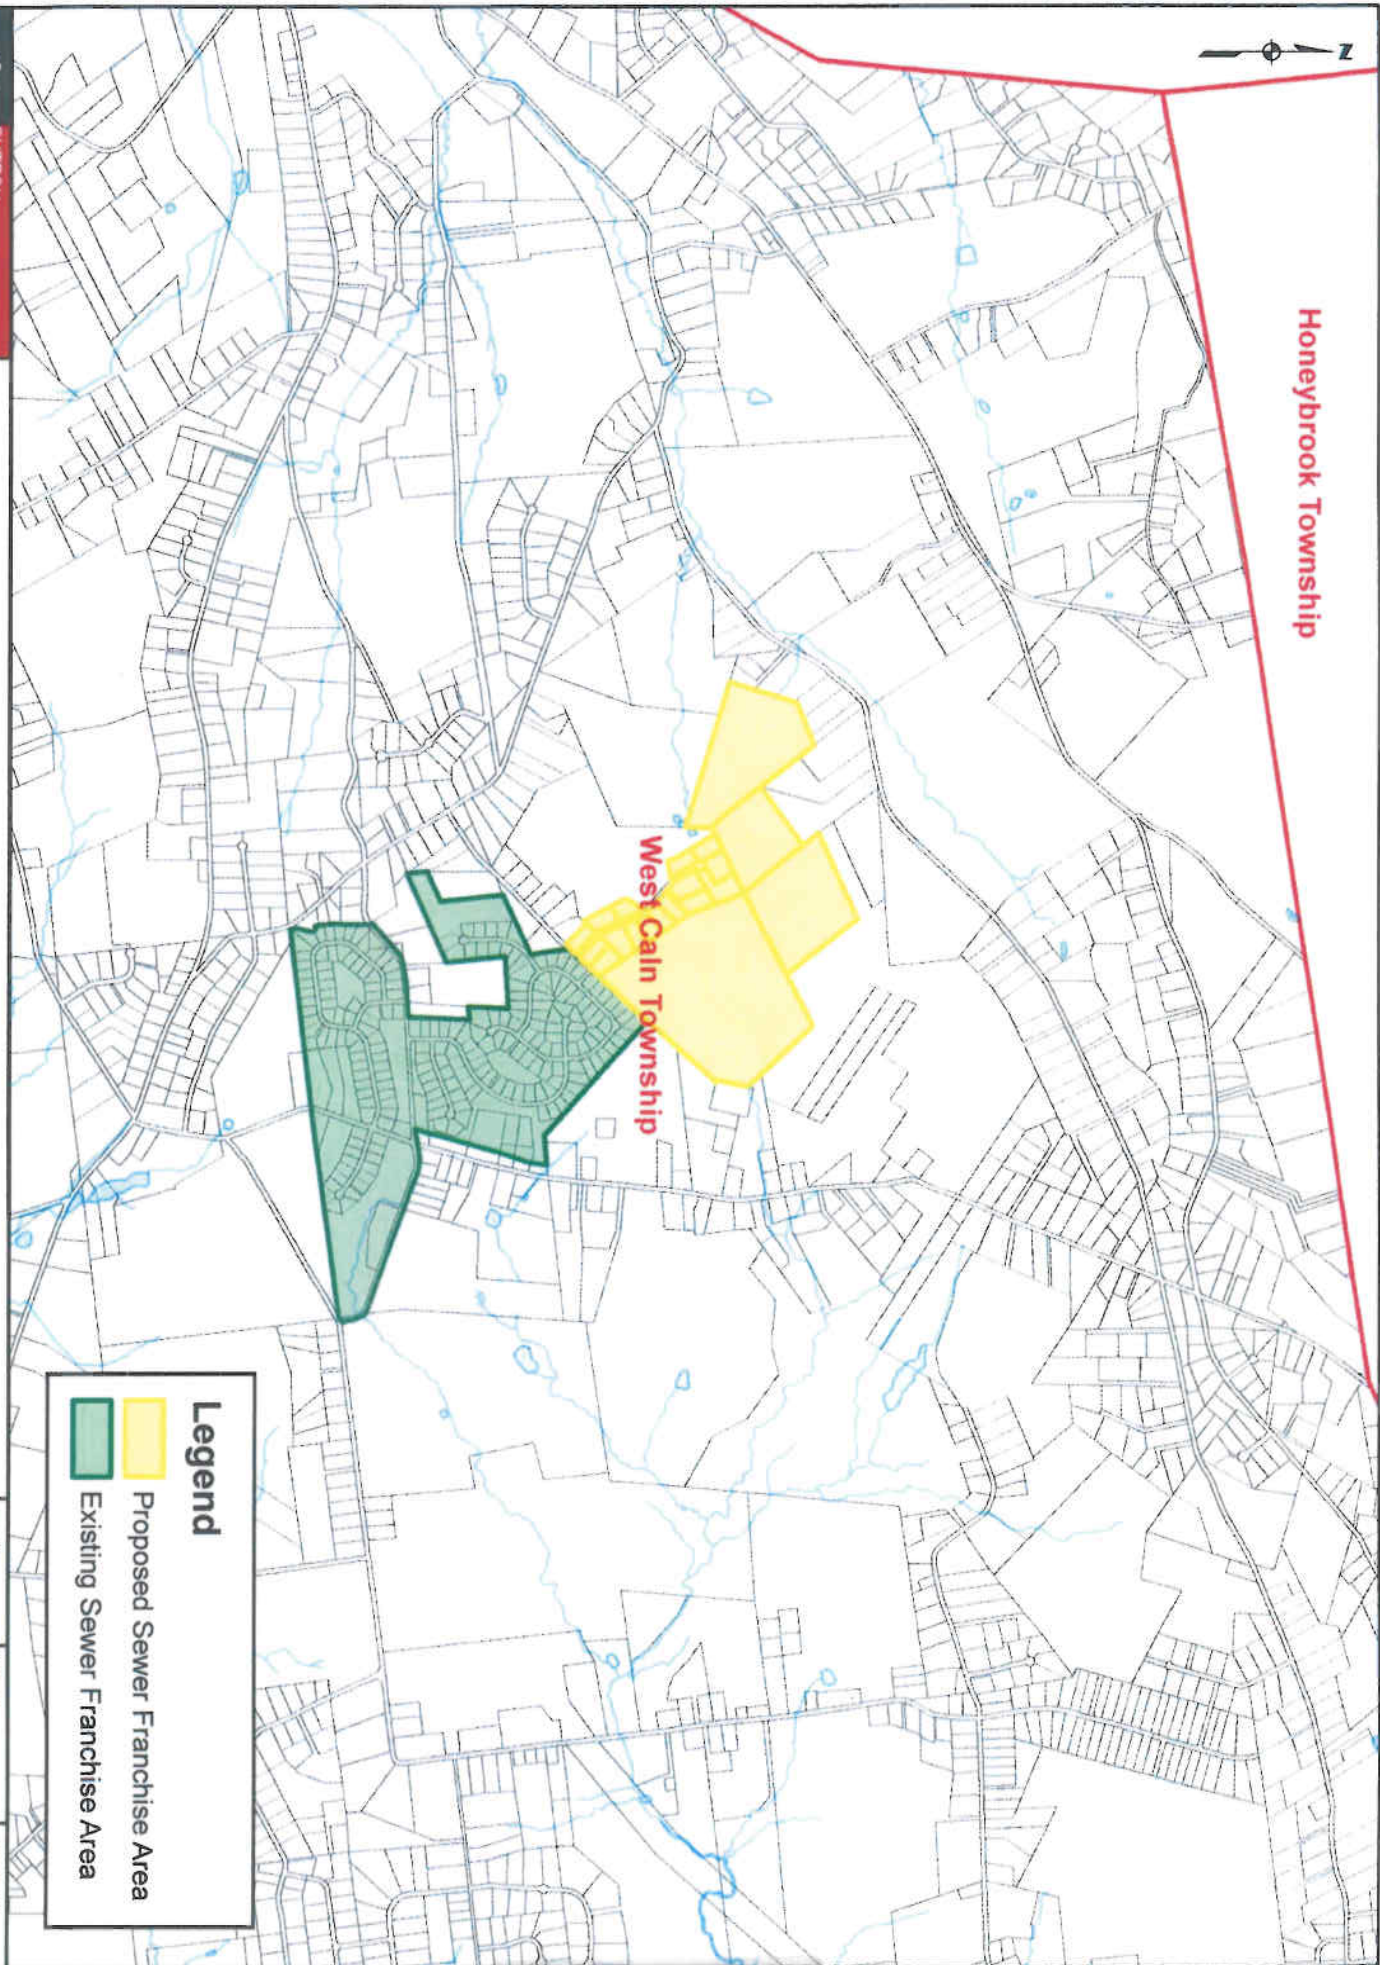 N
Honeybrook Township
West Caln Township
Legend
Proposed Sewer Franchise Area
Existing Sewer Franchise Area